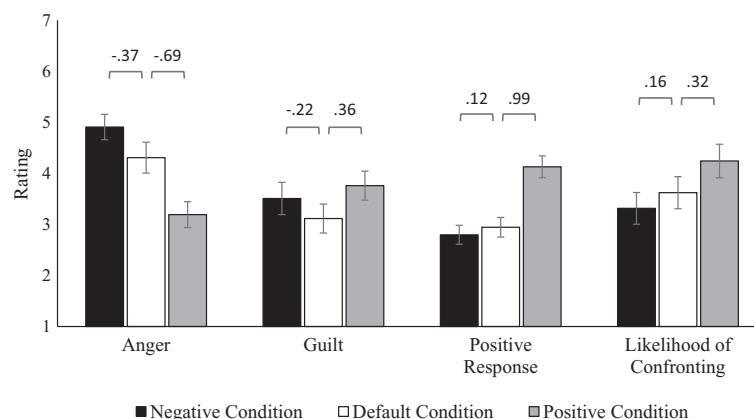 7
6
5
4
3
2
1
Rating
-.37 -.69
-.22 .36
.12 .99
.16 .32
Anger
Guilt
Positive
Response
Likelihood of
Confronting
Negative Condition Default Condition Positive Condition